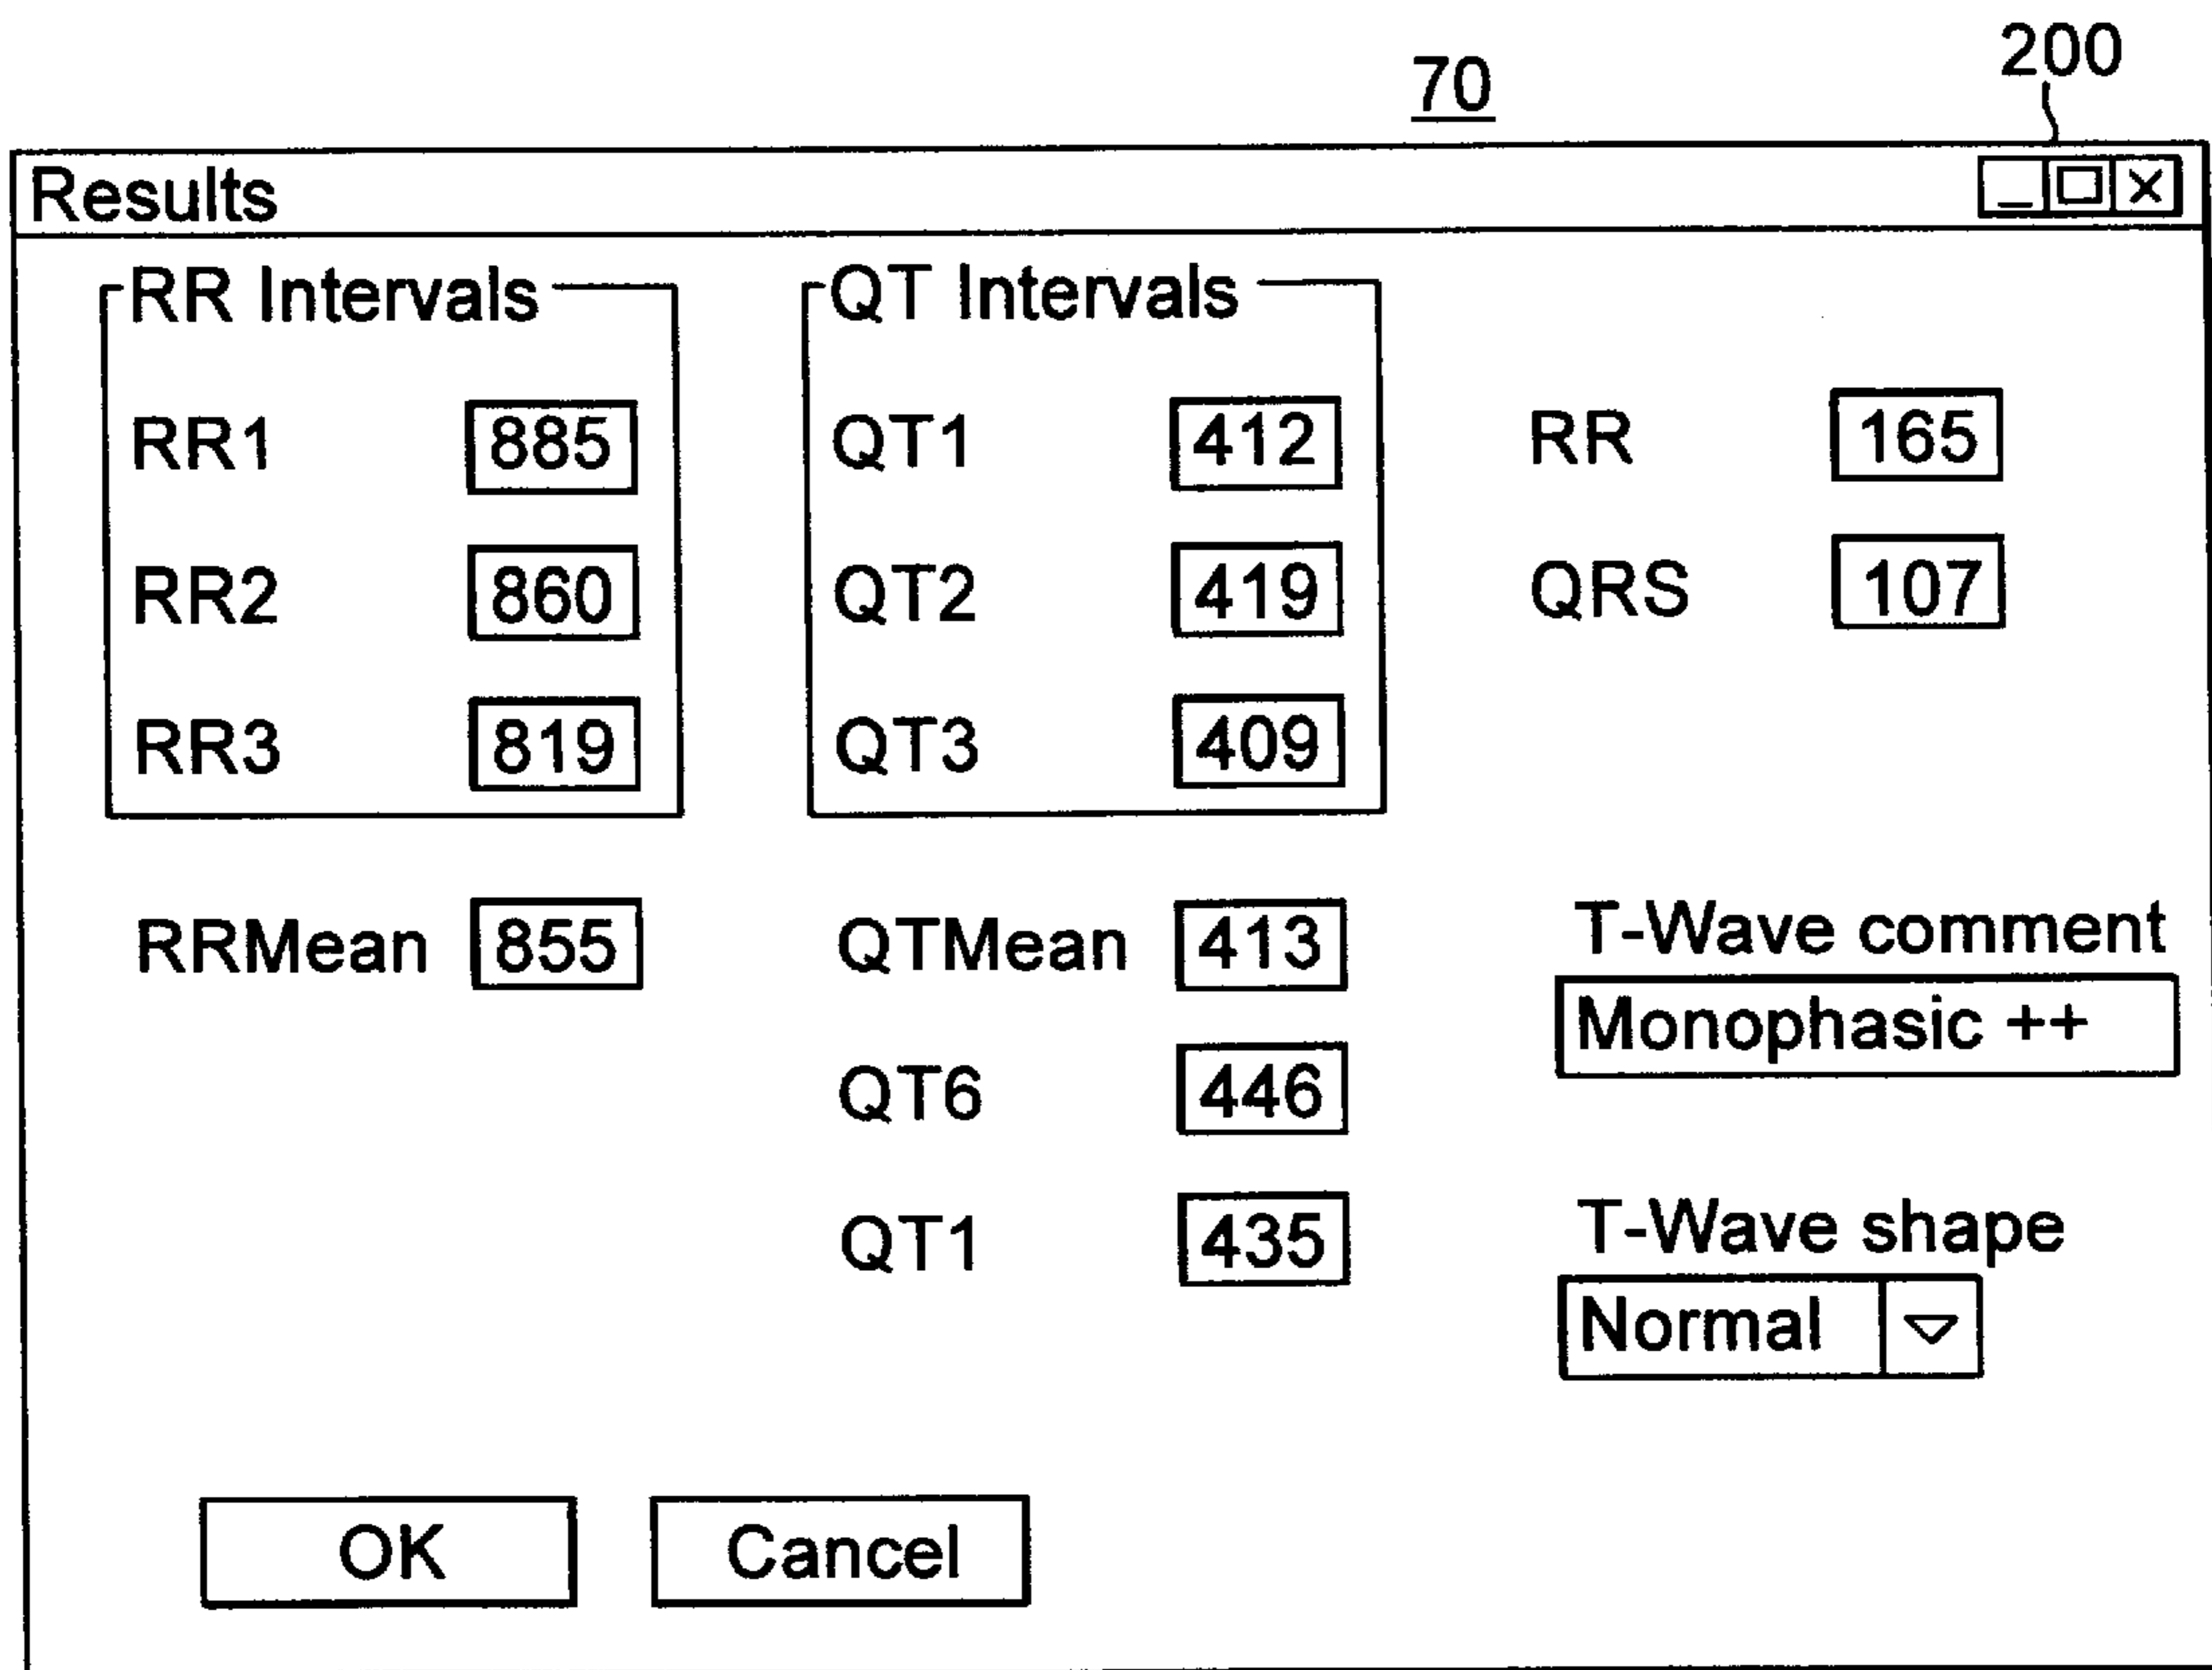 70
200
Results
RR Intervals
RR1 885
RR2 860
RR3 819
RRMean 855
QT Intervals
QT1 412
QT2 419
QT3 409
QTMean 413
QT6 446
QT1 435
RR 165
QRS 107
T-Wave comment
Monophasic ++
T-Wave shape
Normal
OK
Cancel